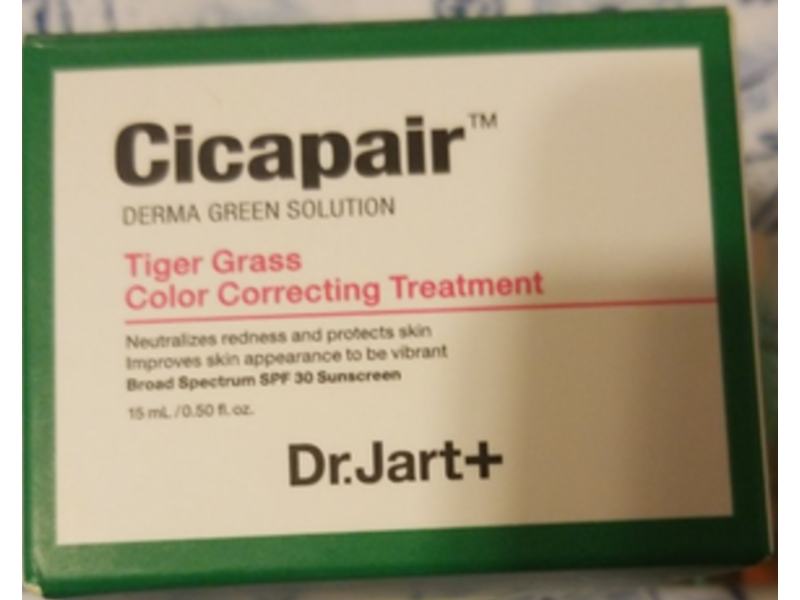 Cicapair™
DERMA GREEN SOLUTION
Tiger Grass
Color Correcting Treatment
Neutralizes redness and protects skin
Improves skin appearance to be vibrant
Broad Spectrum SPF 30 Sunscreen
15 mL / 0.50 fl. oz.
Dr.Jart+